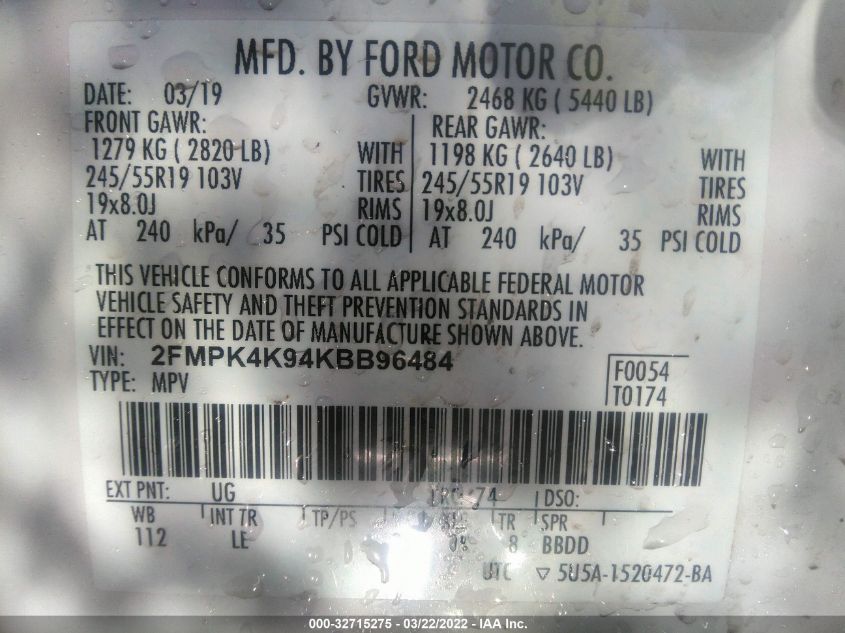 MFD. BY FORD MOTOR CO.
DATE: 03/19 GVWR: 2468 KG ( 5440 LB)
FRONT GAWR: REAR GAWR:
1279 KG ( 2820 LB) WITH 1198 KG ( 2640 LB) WITH
245/55R19 103V TIRES 245/55R19 103V TIRES
19x8.0J RIMS 19x8.0J RIMS
AT 240 kPa/ 35 PSI COLD AT 240 kPa/ 35 PSI COLD
THIS VEHICLE CONFORMS TO ALL APPLICABLE FEDERAL MOTOR
VEHICLE SAFETY AND THEFT PREVENTION STANDARDS IN
EFFECT ON THE DATE OF MANUFACTURE SHOWN ABOVE.
VIN: 2FMPK4K94KBB96484
TYPE: MPV
F0054
T0174
EXT PNT: UG 74 DSO:
WB INT TR TP/PS TR SPR
112 LE 8 BBDD
UTC ▽ 5U5A-1520472-BA
000-32715275 - 03/22/2022 - IAA Inc.